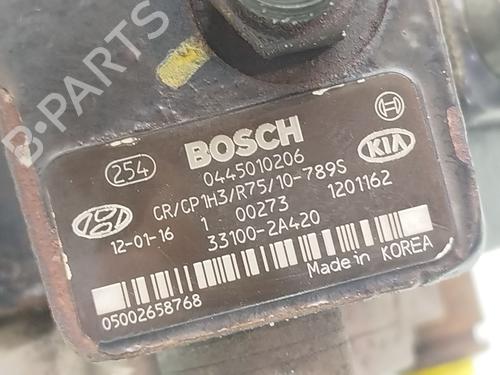 B-PARTS
254
BOSCH
0445010206
KIA
CR/CP1H3/R75/10-789S
12-01-16 1 00273 1201162
33100-2A420
Made in KOREA
05002658768